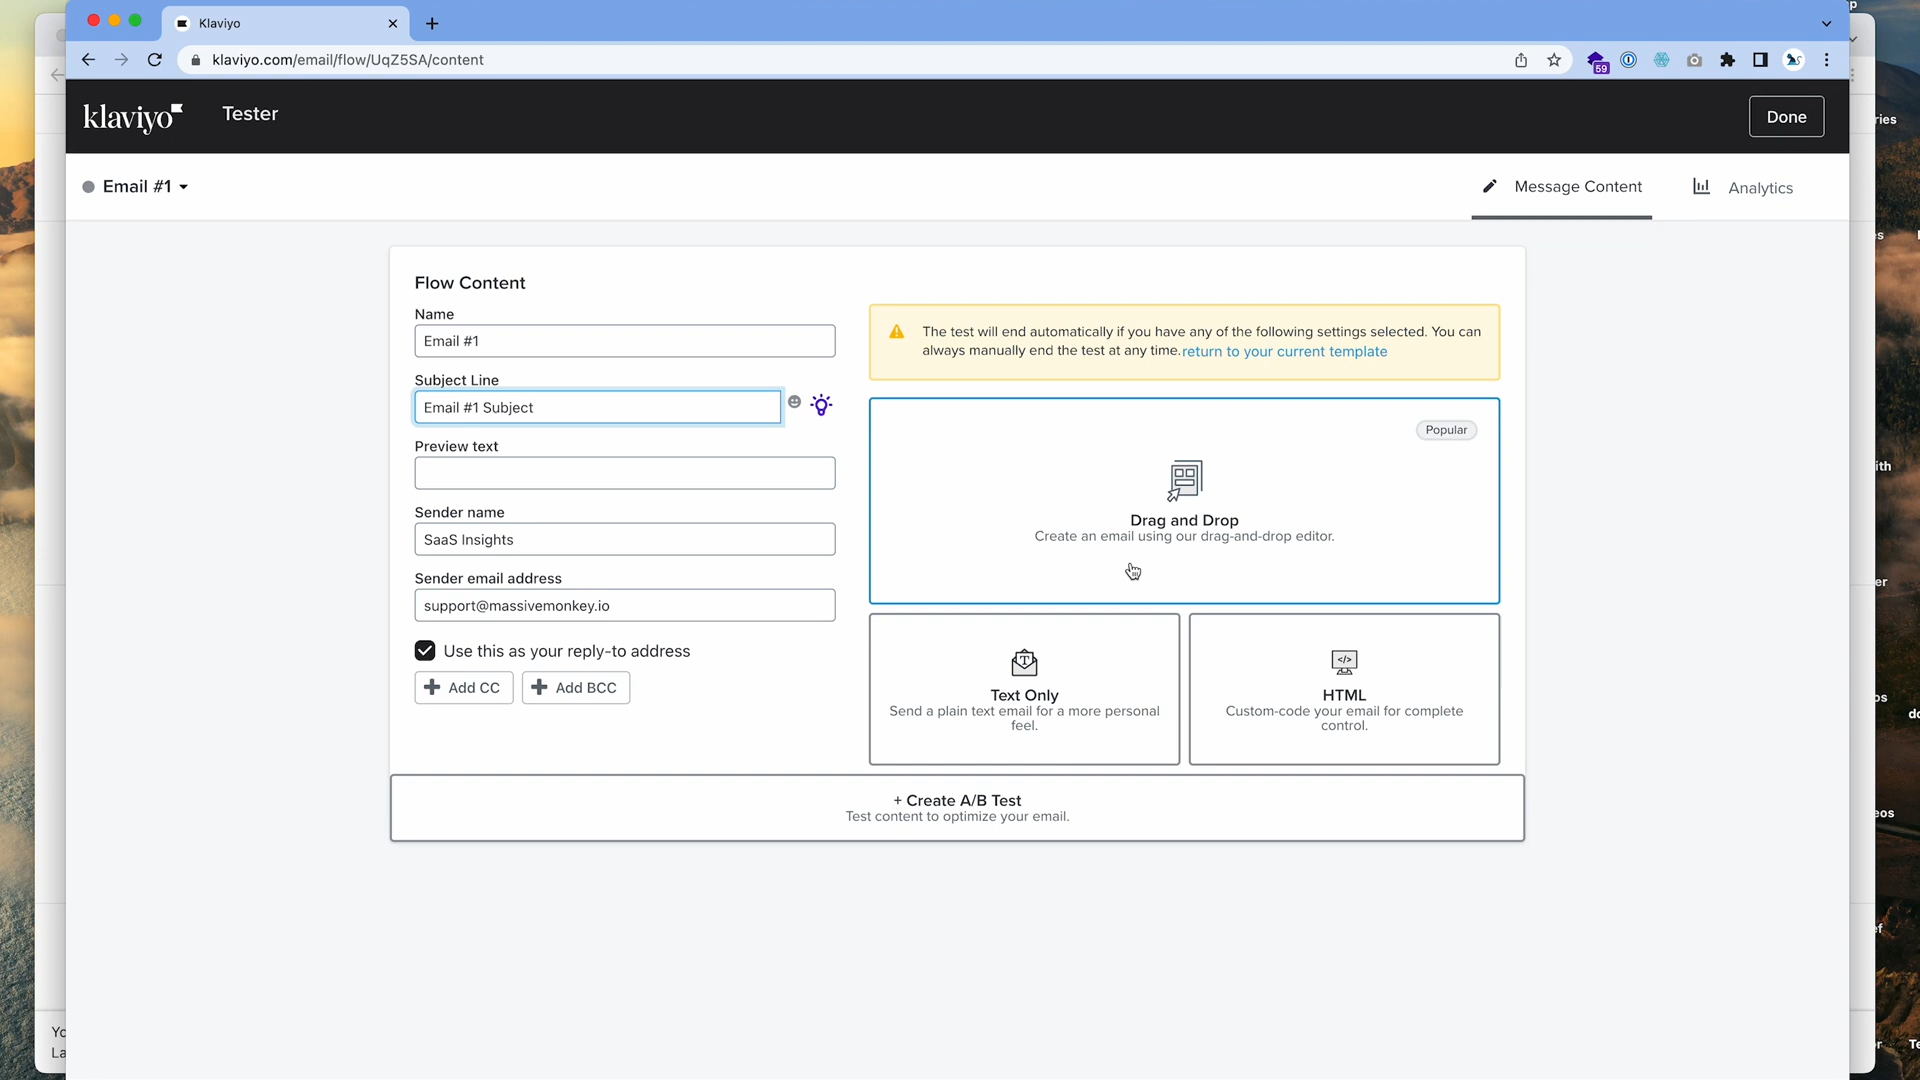 Klaviyo
klaviyo.com/email/flow/UqZ5SA/content
59
klaviyo
Tester
Done
Email #1
Message Content
Analytics
Flow Content
Name
Email #1
Subject Line
Email #1 Subject
Preview text
Sender name
SaaS Insights
Sender email address
support@massivemonkey.io
Use this as your reply-to address
Add CC
Add BCC
The test will end automatically if you have any of the following settings selected. You can
always manually end the test at any time.return to your current template
Popular
Drag and Drop
Create an email using our drag-and-drop editor.
Text Only
Send a plain text email for a more personal
feel.
HTML
Custom-code your email for complete
control.
+ Create A/B Test
Test content to optimize your email.